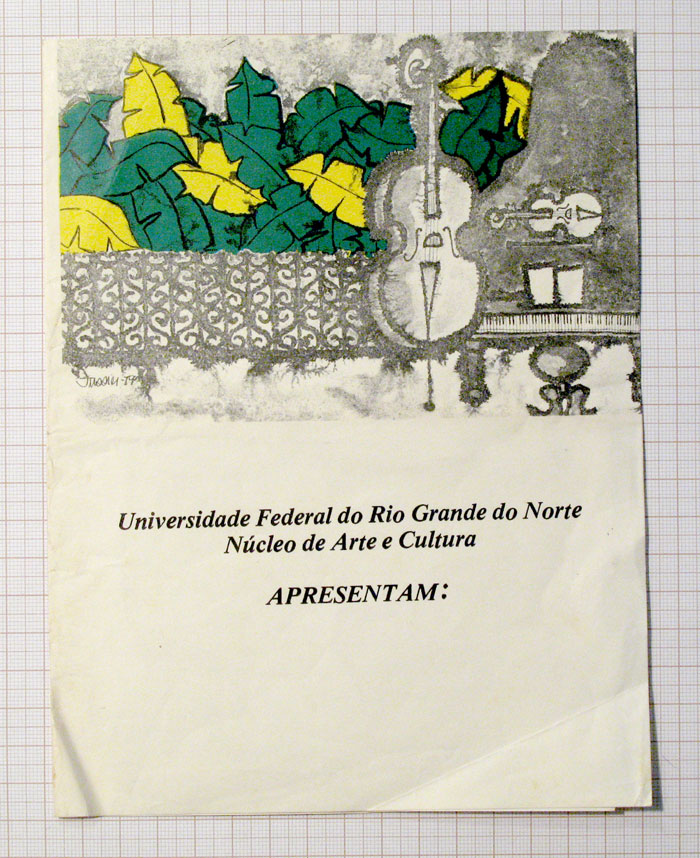 Universidade Federal do Rio Grande do Norte
Núcleo de Arte e Cultura
APRESENTAM: